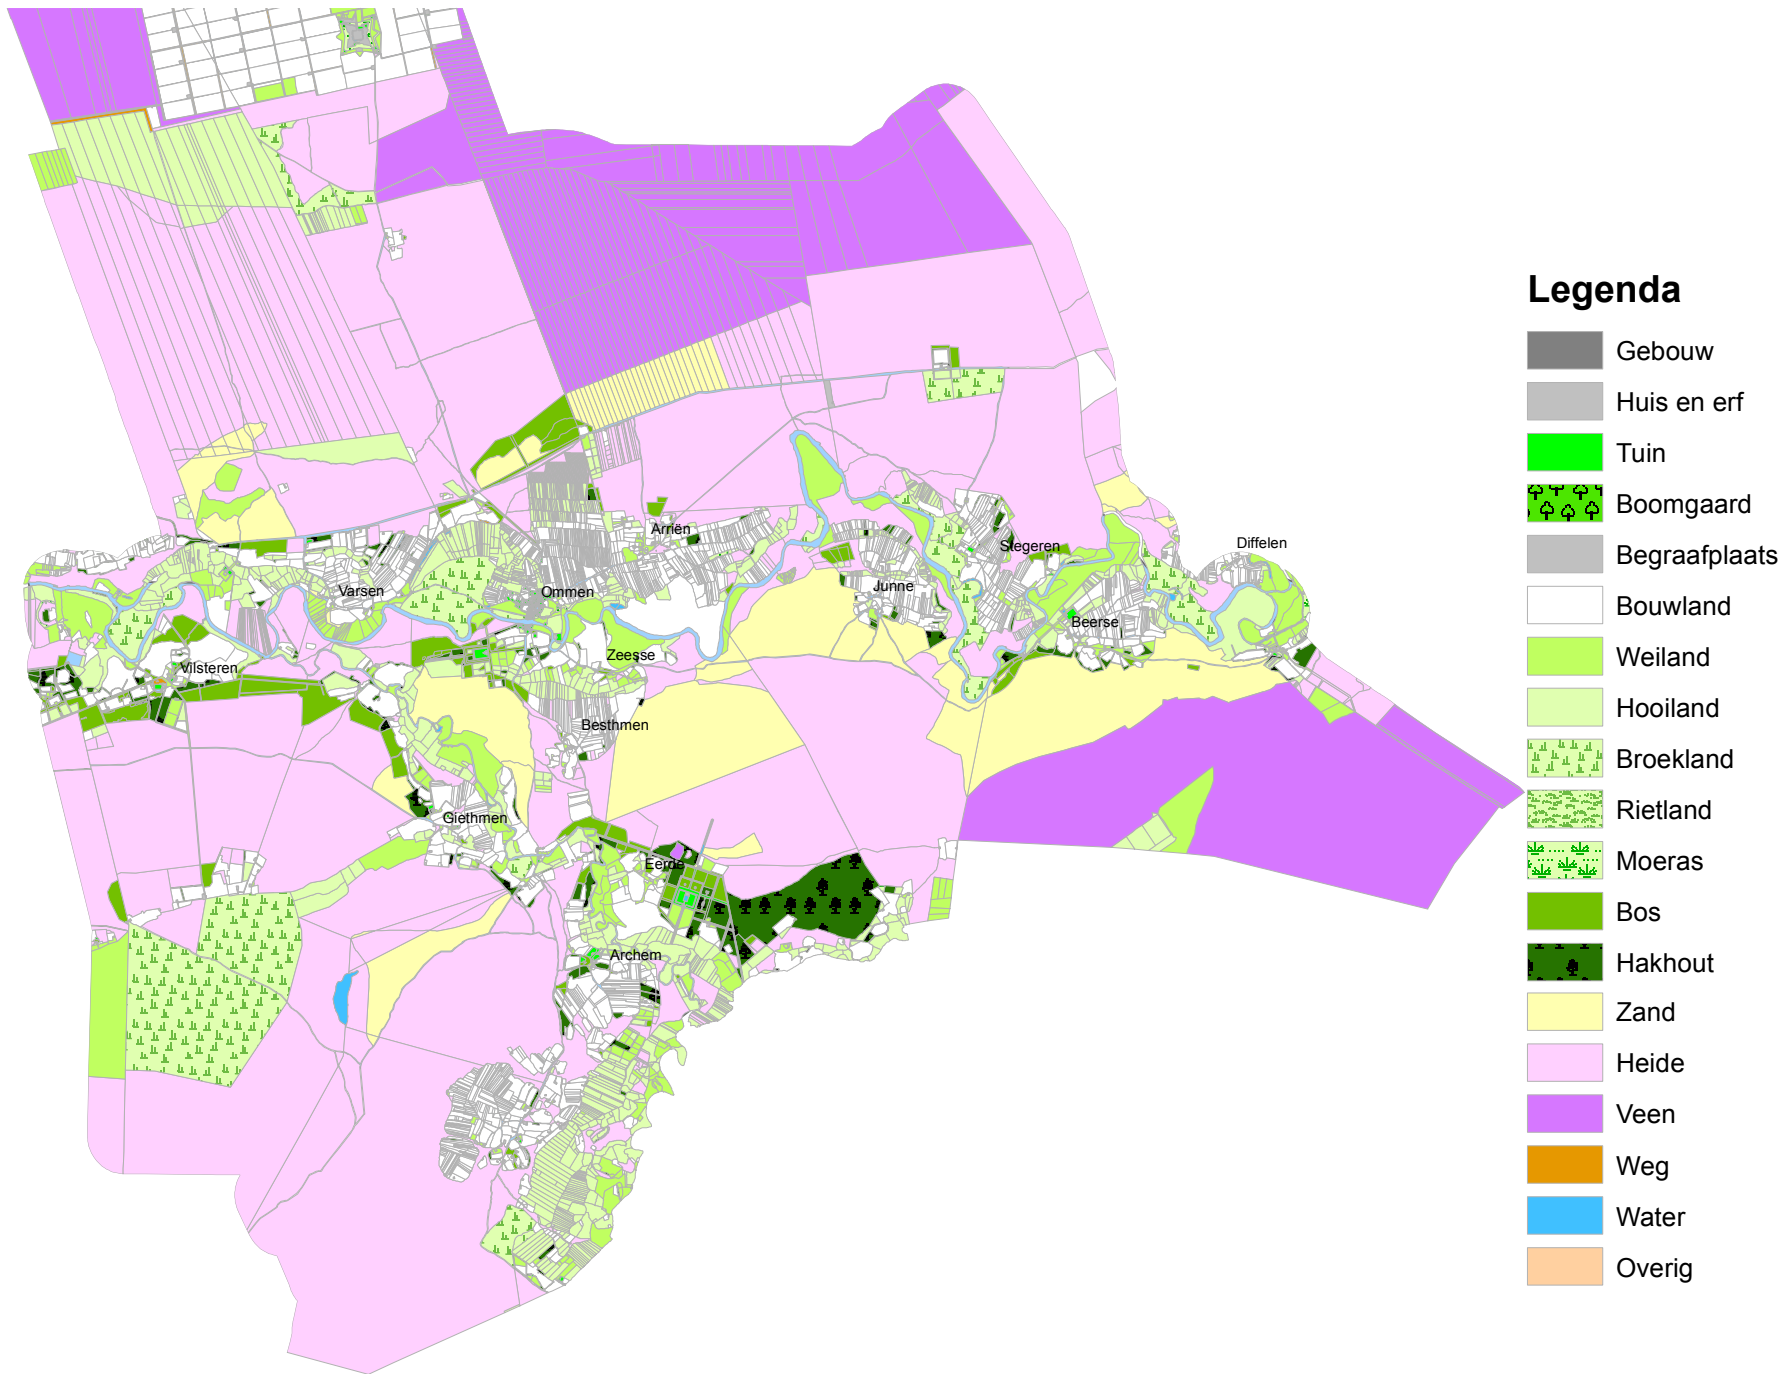 Legenda
Gebouw
Huis en erf
Tuin
Boomgaard
Begraafplaats
Bouwland
Weiland
Hooiland
Broekland
Rietland
Moeras
Bos
Hakhout
Zand
Heide
Veen
Weg
Water
Overig
Arriën
Stegeren
Diffelen
Varsen
Ommen
Junne
Beerse
Vilsteren
Zeesse
Besthmen
Giethmen
Eerde
Archem